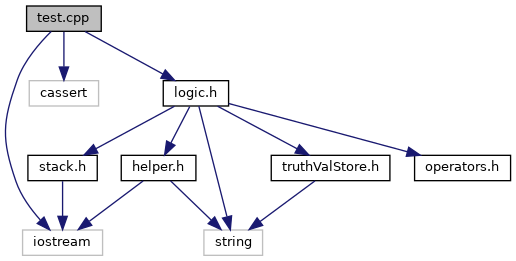 test.cpp
cassert
logic.h
stack.h
helper.h
truthValStore.h
operators.h
iostream
string